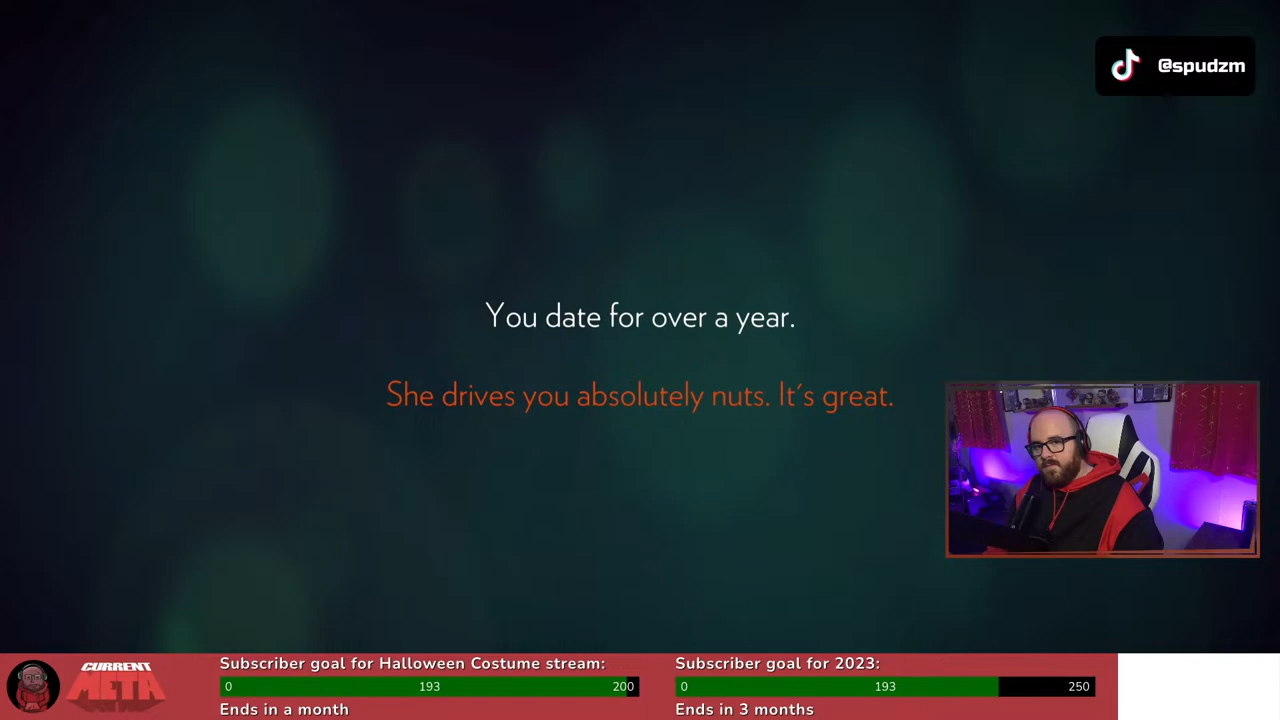 @spudzm
You date for over a year.
She drives you absolutely nuts. It's great.
CURRENT
META
Subscriber goal for Halloween Costume stream:
0 193 200
Ends in a month
Subscriber goal for 2023:
0 193 250
Ends in 3 months